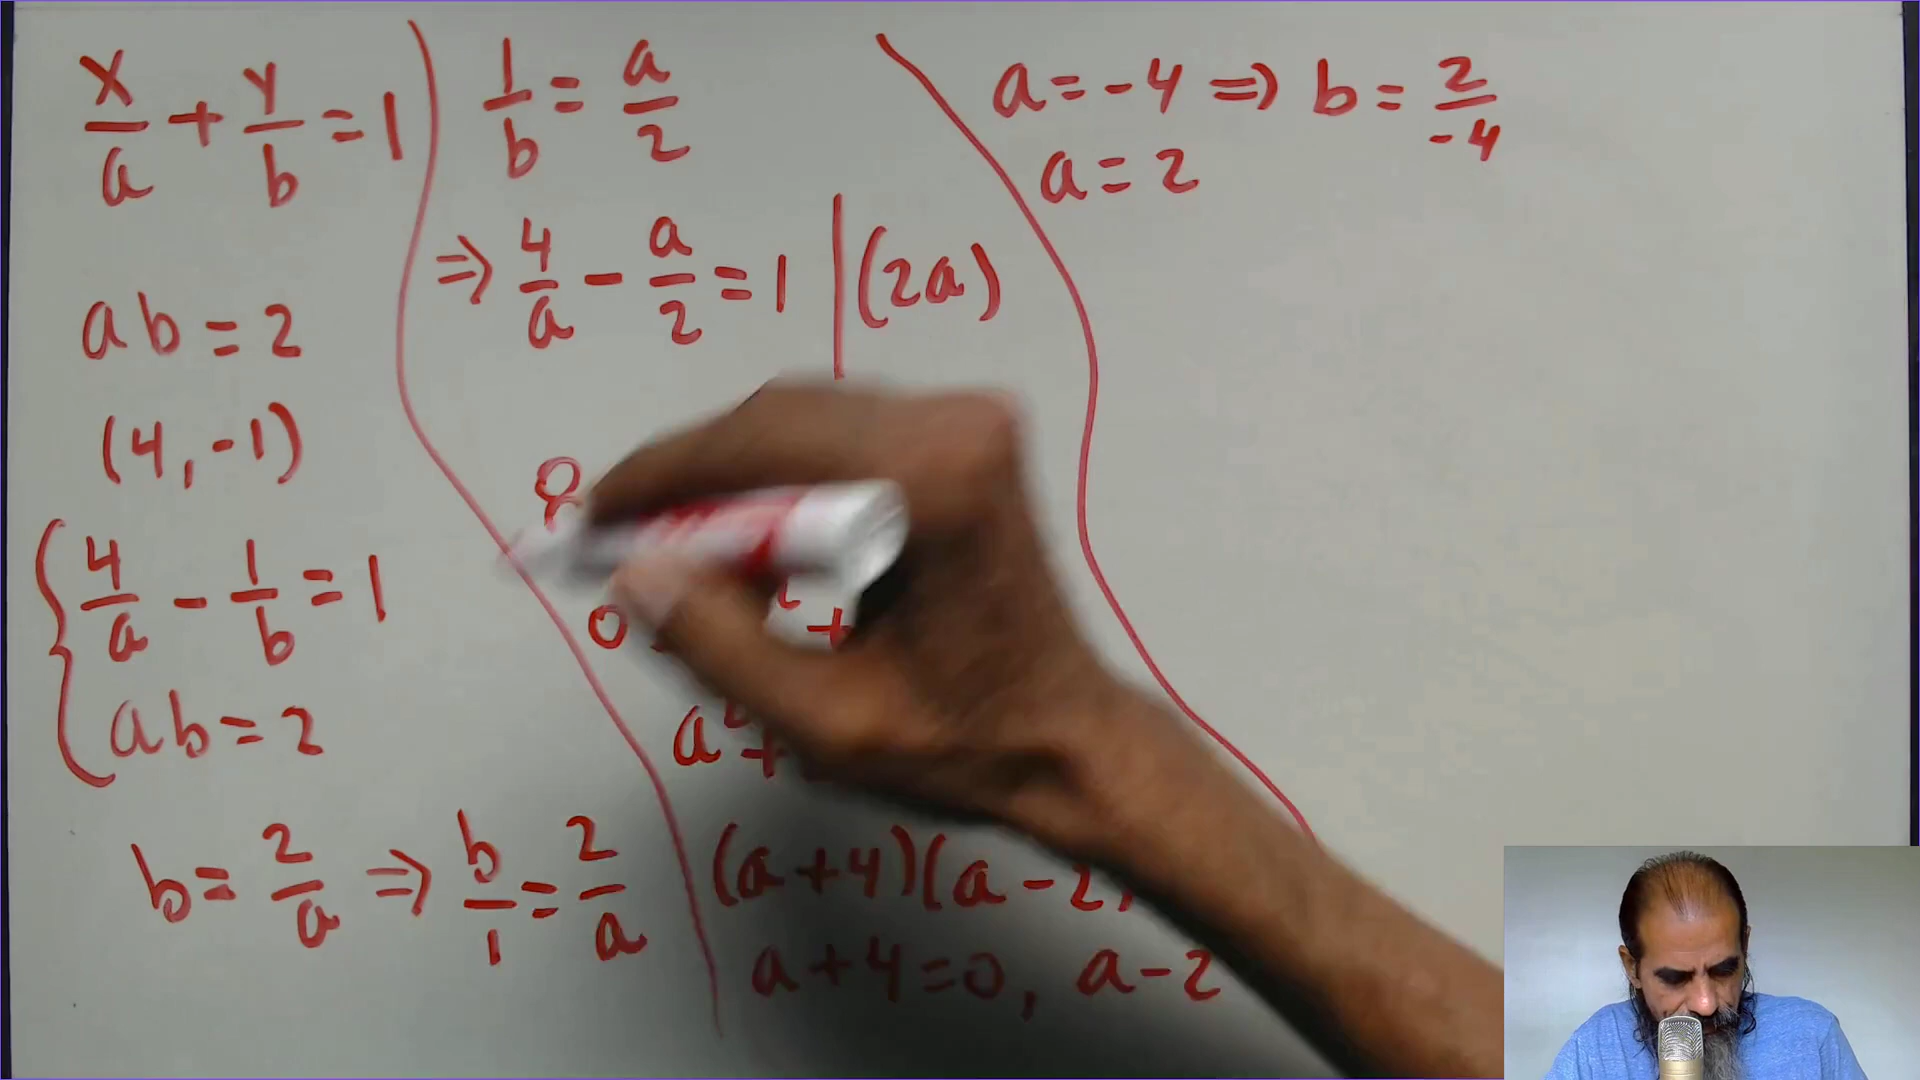 x/a + y/b = 1
ab = 2
(4, -1)
4/a - 1/b = 1
ab = 2
b = 2/a ⇒ b/1 = 2/a
1/b = a/2
⇒ 4/a - a/2 = 1 | (2a)
8
0
+
a² +
(a+4)(a-2)
a+4=0, a-2
a = -4 ⇒ b = 2/-4
a = 2